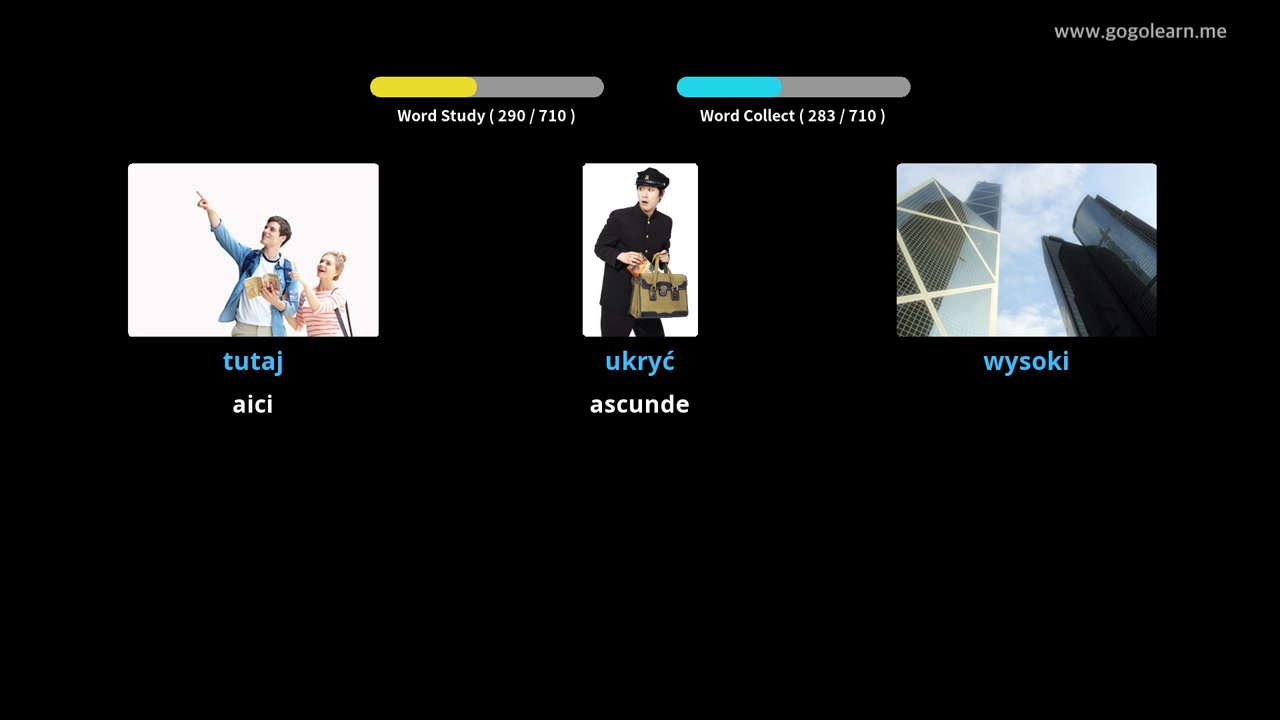 www.gogolearn.me
Word Study ( 290 / 710 )
Word Collect ( 283 / 710 )
tutaj
ukryć
wysoki
aici
ascunde